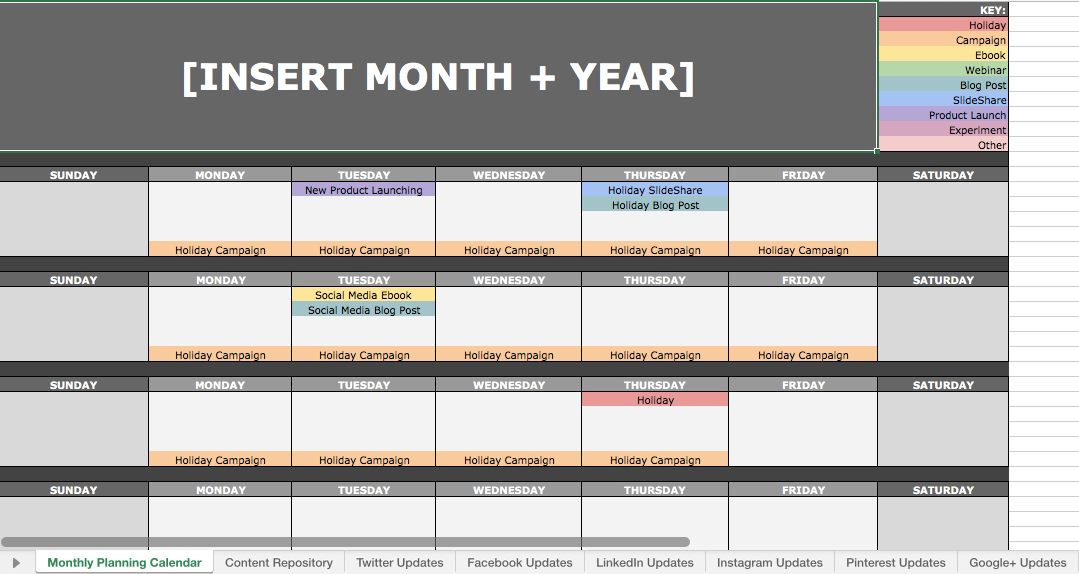 [INSERT MONTH + YEAR]
KEY:
Holiday
Campaign
Ebook
Webinar
Blog Post
SlideShare
Product Launch
Experiment
Other
SUNDAY MONDAY TUESDAY WEDNESDAY THURSDAY FRIDAY SATURDAY
New Product Launching Holiday SlideShare
Holiday Blog Post
Holiday Campaign Holiday Campaign Holiday Campaign Holiday Campaign Holiday Campaign
SUNDAY MONDAY TUESDAY WEDNESDAY THURSDAY FRIDAY SATURDAY
Social Media Ebook
Social Media Blog Post
Holiday Campaign Holiday Campaign Holiday Campaign Holiday Campaign Holiday Campaign
SUNDAY MONDAY TUESDAY WEDNESDAY THURSDAY FRIDAY SATURDAY
Holiday
Holiday Campaign Holiday Campaign Holiday Campaign Holiday Campaign
SUNDAY MONDAY TUESDAY WEDNESDAY THURSDAY FRIDAY SATURDAY
Monthly Planning Calendar Content Repository Twitter Updates Facebook Updates LinkedIn Updates Instagram Updates Pinterest Updates Google+ Updates